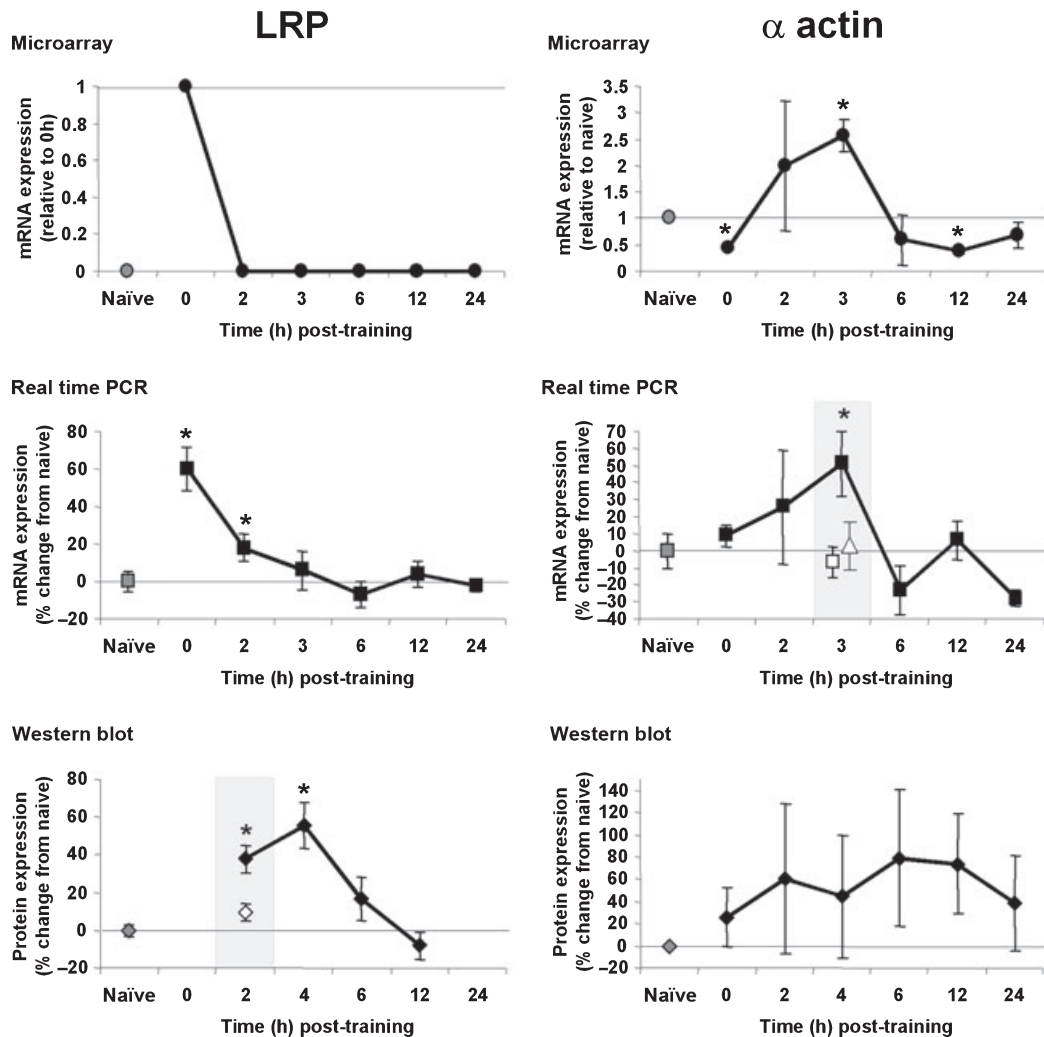 LRP
α actin
Microarray
Microarray
mRNA expression
(relative to 0h)
1
0.8
0.6
0.4
0.2
0
Naïve 0 2 3 6 12 24
Time (h) post-training
mRNA expression
(relative to naive)
3.5
3
2.5
2
1.5
1
0.5
0
* * *
Naïve 0 2 3 6 12 24
Time (h) post-training
Real time PCR
Real time PCR
mRNA expression
(% change from naive)
80
60
40
20
0
–20
* *
Naïve 0 2 3 6 12 24
Time (h) post-training
mRNA expression
(% change from naive)
70
60
50
40
30
20
10
0
–10
–20
–30
–40
*
Naïve 0 2 3 6 12 24
Time (h) post-training
Western blot
Western blot
Protein expression
(% change from naive)
80
60
40
20
0
–20
* *
Naïve 0 2 4 6 12 24
Time (h) post-training
Protein expression
(% change from naive)
140
120
100
80
60
40
20
0
–20
Naïve 0 2 4 6 12 24
Time (h) post-training